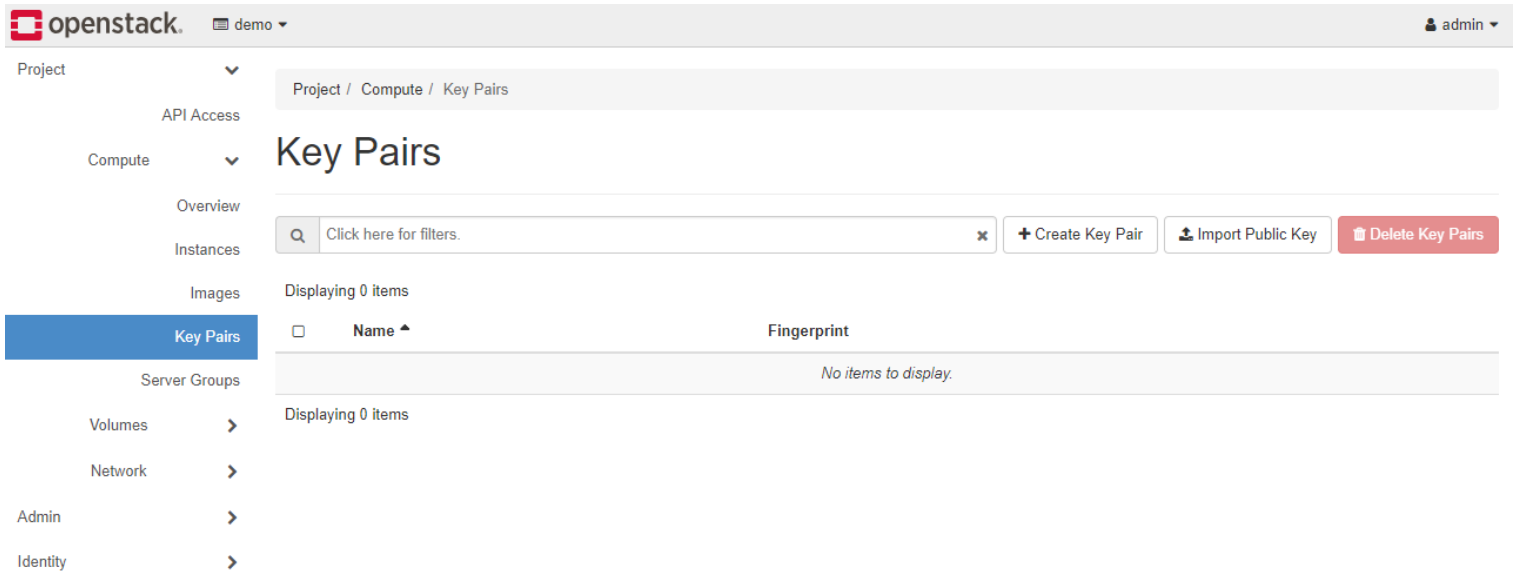 openstack. demo admin
Project
API Access
Compute
Overview
Instances
Images
Key Pairs
Server Groups
Volumes
Network
Admin
Identity
Project / Compute / Key Pairs
Key Pairs
Click here for filters. Create Key Pair Import Public Key Delete Key Pairs
Displaying 0 items
Name Fingerprint
No items to display.
Displaying 0 items